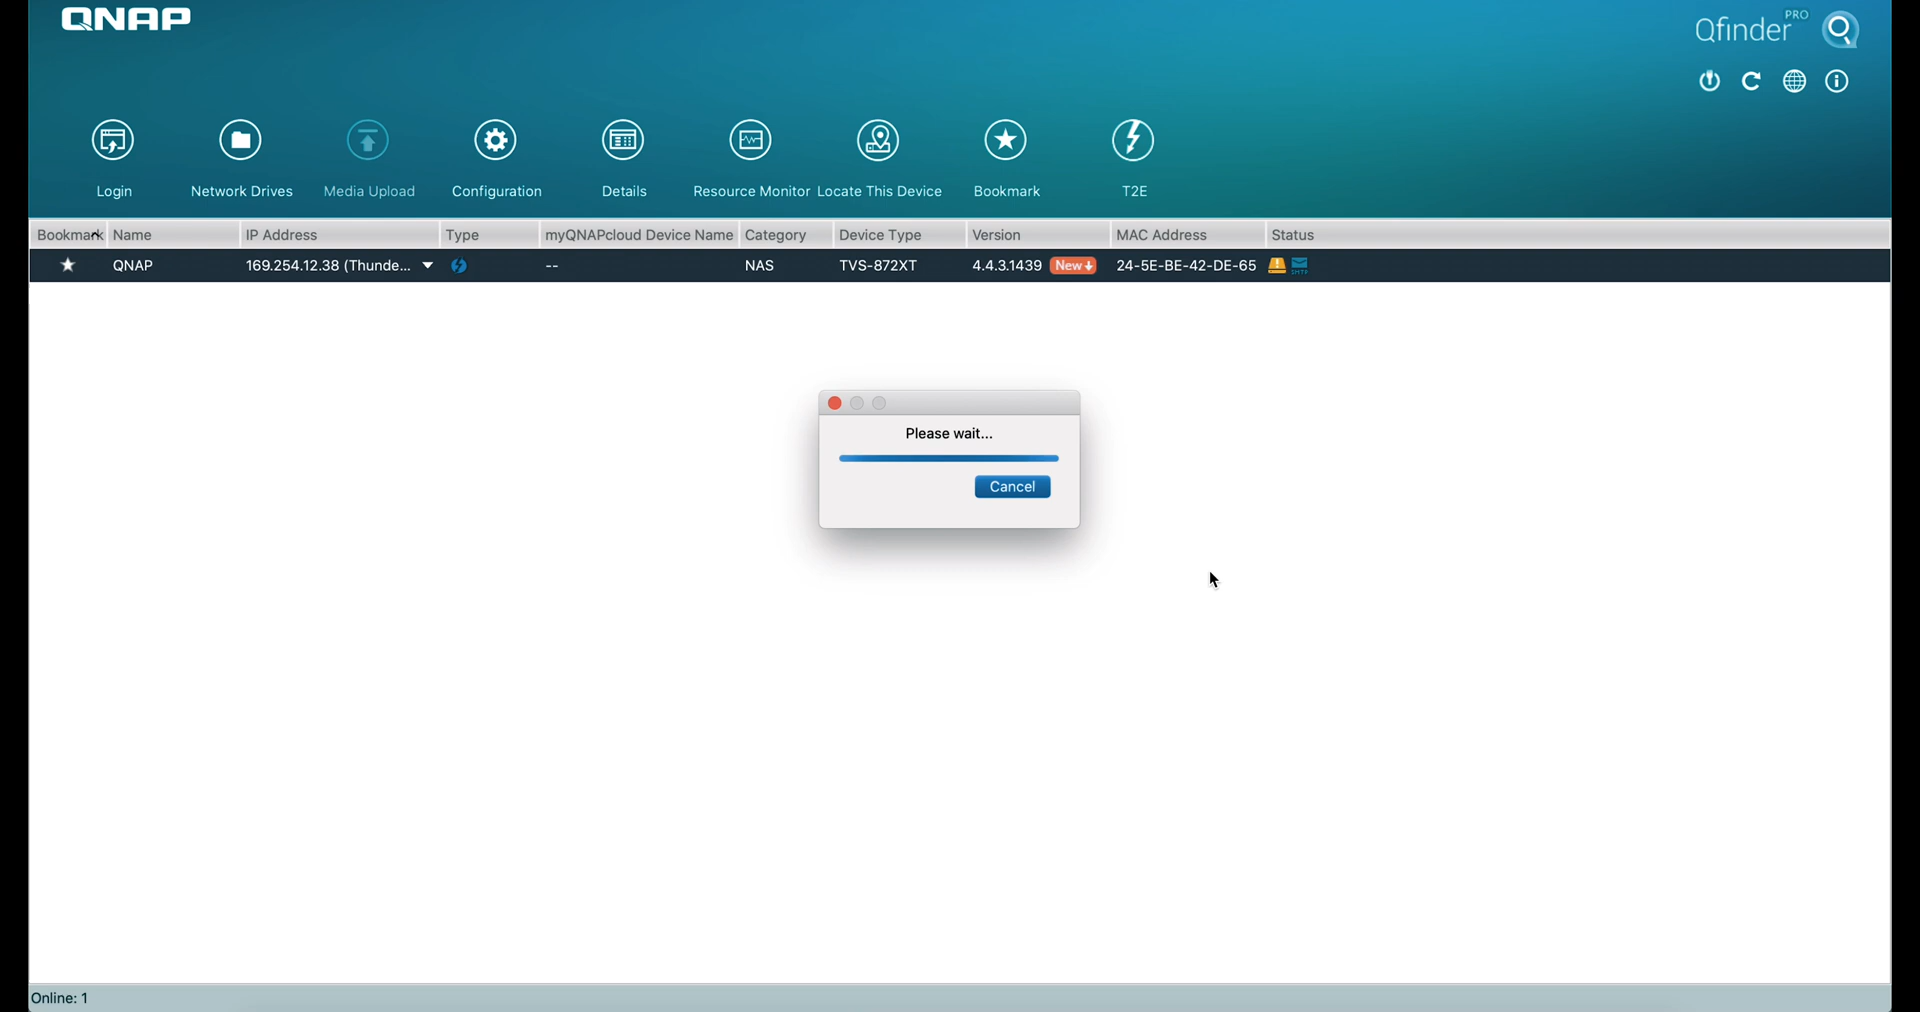 QNAP
Qfinder PRO
Login
Network Drives
Media Upload
Configuration
Details
Resource Monitor
Locate This Device
Bookmark
T2E
Bookmark Name IP Address Type myQNAPcloud Device Name Category Device Type Version MAC Address Status
QNAP 169.254.12.38 (Thunde... -- NAS TVS-872XT 4.4.3.1439 New 24-5E-BE-42-DE-65 SMTP
Please wait...
Cancel
Online: 1